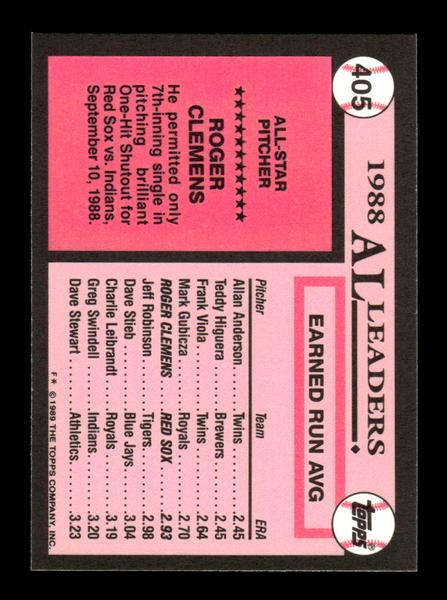 405
1988 AL LEADERS
TOPPS®
ALL-STAR
PITCHER
★★★★★★★★★★
ROGER
CLEMENS
He permitted only
7th-inning single in
pitching brilliant
One-Hit Shutout for
Red Sox vs. Indians,
September 10, 1988.
EARNED RUN AVG
Pitcher Team ERA
Allan Anderson.....Twins.....2.45
Teddy Higuera.....Brewers.....2.45
Frank Viola.....Twins.....2.64
Mark Gubicza.....Royals.....2.70
ROGER CLEMENS.....RED SOX.....2.93
Jeff Robinson.....Tigers.....2.98
Dave Stieb.....Blue Jays.....3.04
Charlie Leibrandt.....Royals.....3.19
Greg Swindell.....Indians.....3.20
Dave Stewart.....Athletics.....3.23
F* ©1989 THE TOPPS COMPANY, INC.